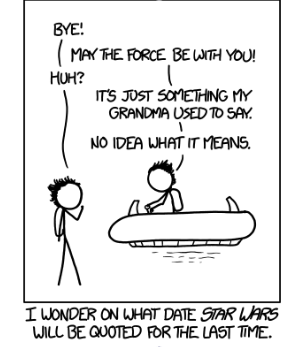 BYE!
MAY THE FORCE BE WITH YOU!
HUH?
IT'S JUST SOMETHING MY
GRANDMA USED TO SAY.
NO IDEA WHAT IT MEANS.
I WONDER ON WHAT DATE STAR WARS
WILL BE QUOTED FOR THE LAST TIME.